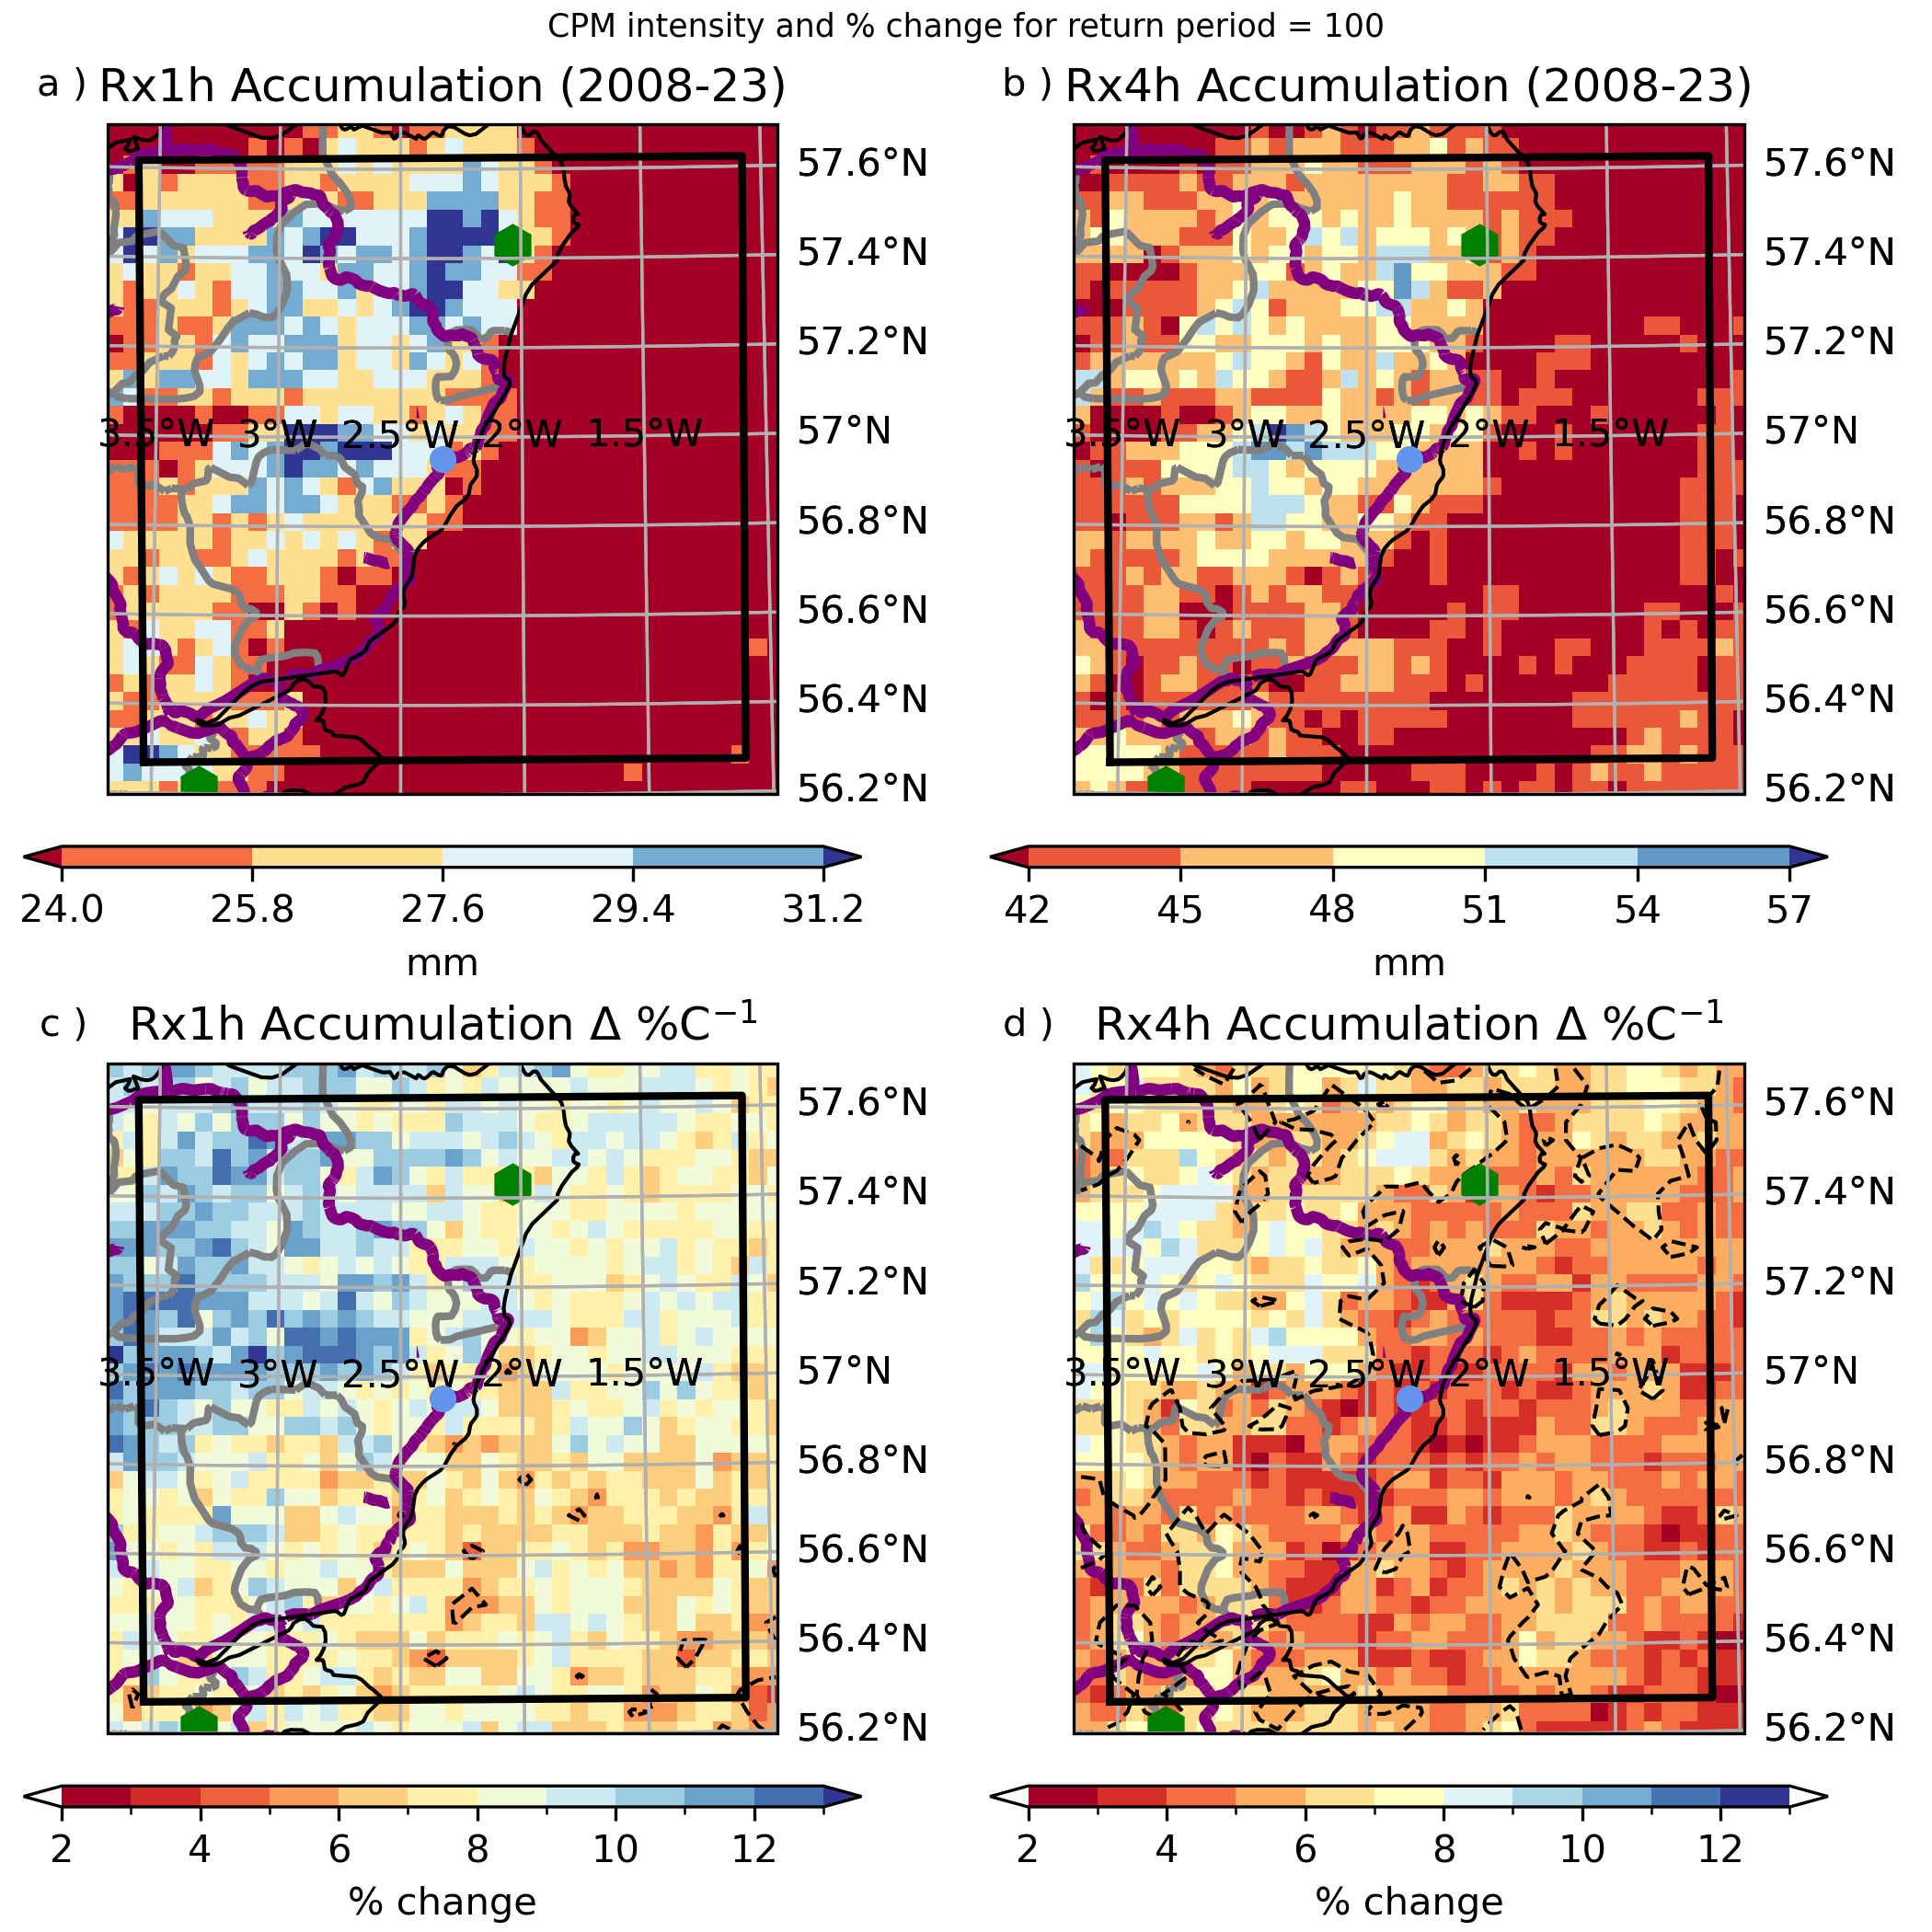 CPM intensity and % change for return period = 100
a ) Rx1h Accumulation (2008-23)
b ) Rx4h Accumulation (2008-23)
57.6°N
57.4°N
57.2°N
57°N
56.8°N
56.6°N
56.4°N
56.2°N
3.5°W 3°W 2.5°W 2°W 1.5°W
57.6°N
57.4°N
57.2°N
57°N
56.8°N
56.6°N
56.4°N
56.2°N
3.5°W 3°W 2.5°W 2°W 1.5°W
24.0 25.8 27.6 29.4 31.2
mm
42 45 48 51 54 57
mm
c ) Rx1h Accumulation Δ %C⁻¹
d ) Rx4h Accumulation Δ %C⁻¹
57.6°N
57.4°N
57.2°N
57°N
56.8°N
56.6°N
56.4°N
56.2°N
3.5°W 3°W 2.5°W 2°W 1.5°W
57.6°N
57.4°N
57.2°N
57°N
56.8°N
56.6°N
56.4°N
56.2°N
3.5°W 3°W 2.5°W 2°W 1.5°W
2 4 6 8 10 12
% change
2 4 6 8 10 12
% change